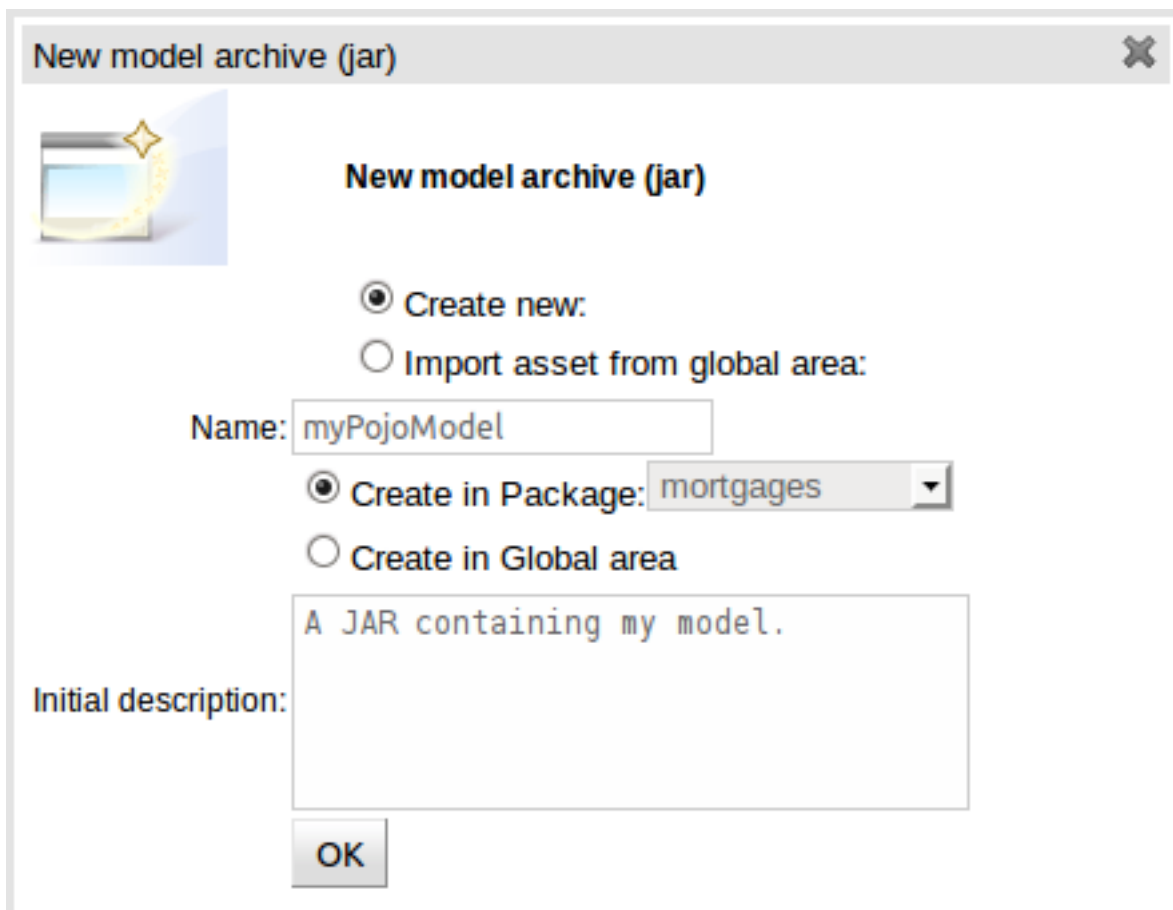 New model archive (jar)
New model archive (jar)
Create new:
Import asset from global area:
Name: myPojoModel
Create in Package: mortgages
Create in Global area
Initial description: A JAR containing my model.
OK